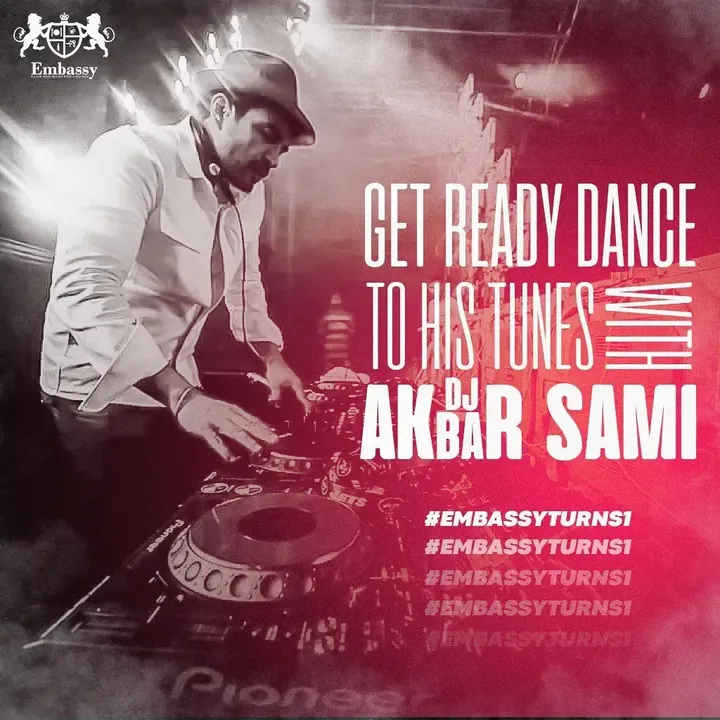 Embassy
GET READY DANCE
TO HIS TUNES WITH
DJ
AKBAR SAMI
#EMBASSYTURNS1
#EMBASSYTURNS1
#EMBASSYTURNS1
#EMBASSYTURNS1
#EMBASSYTURNS1
Pioneer
Pioneer